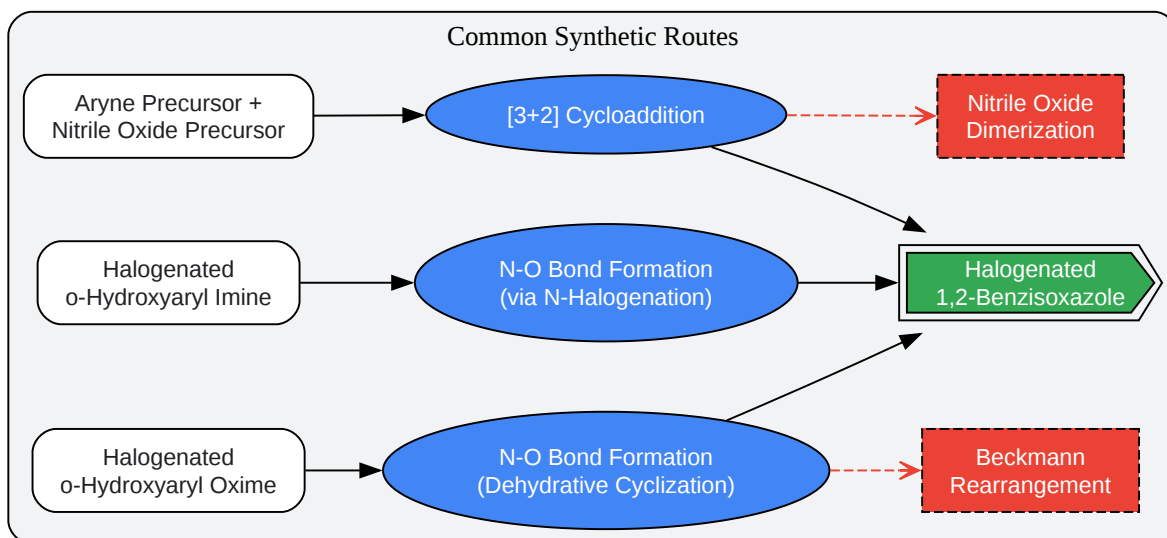 Common Synthetic Routes
Aryne Precursor +
Nitrile Oxide Precursor
[3+2] Cycloaddition
Nitrile Oxide
Dimerization
Halogenated
o-Hydroxyaryl Imine
N-O Bond Formation
(via N-Halogenation)
Halogenated
1,2-Benzisoxazole
Halogenated
o-Hydroxyaryl Oxime
N-O Bond Formation
(Dehydrative Cyclization)
Beckmann
Rearrangement